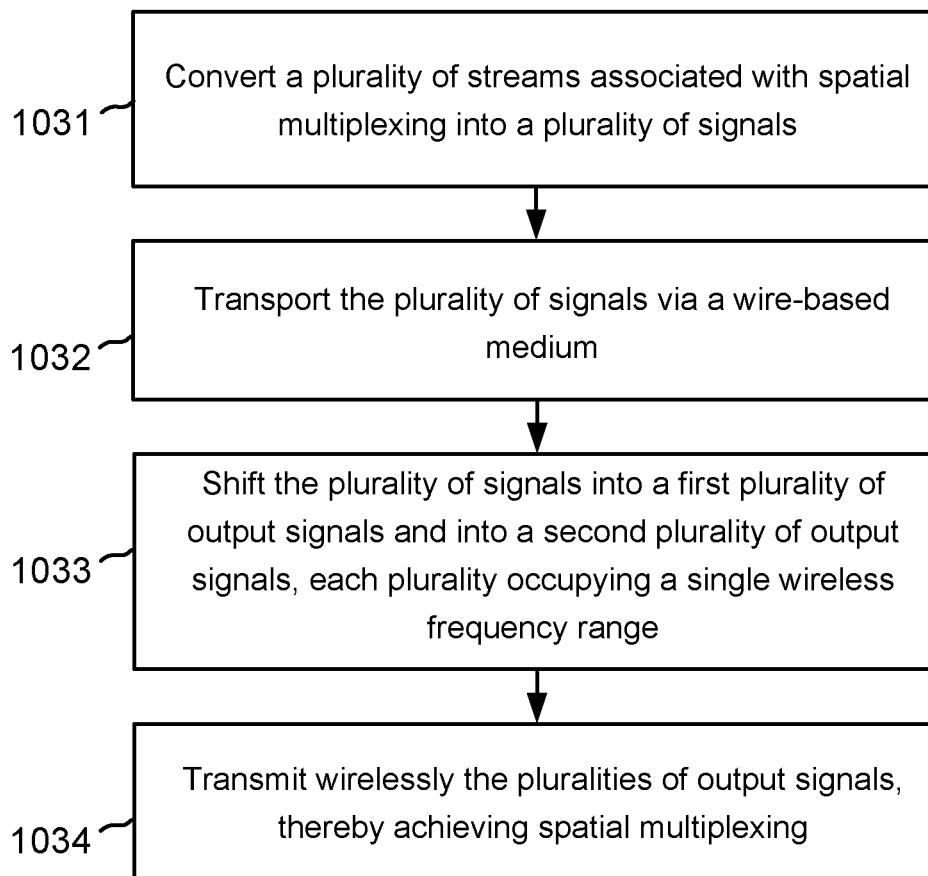 Convert a plurality of streams associated with spatial
multiplexing into a plurality of signals
1031
Transport the plurality of signals via a wire-based
medium
1032
Shift the plurality of signals into a first plurality of
output signals and into a second plurality of output
signals, each plurality occupying a single wireless
frequency range
1033
Transmit wirelessly the pluralities of output signals,
thereby achieving spatial multiplexing
1034